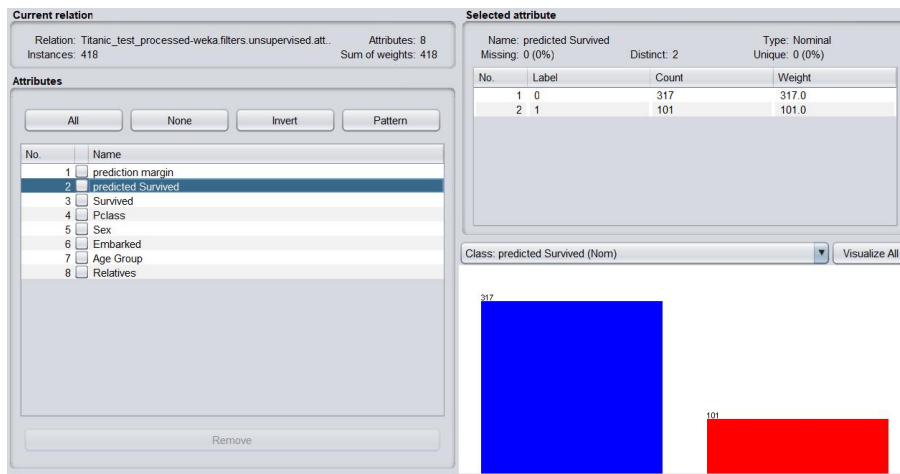 Current relation
Relation: Titanic_test_processed-weka.filters.unsupervised.att.. Attributes: 8
Instances: 418 Sum of weights: 418
Attributes
All None Invert Pattern
No. Name
1 prediction margin
2 predicted Survived
3 Survived
4 Pclass
5 Sex
6 Embarked
7 Age Group
8 Relatives
Remove
Selected attribute
Name: predicted Survived Type: Nominal
Missing: 0 (0%) Distinct: 2 Unique: 0 (0%)
No. Label Count Weight
1 0 317 317.0
2 1 101 101.0
Class: predicted Survived (Nom) Visualize All
317
101